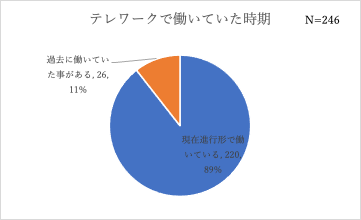 テレワークで働いていた時期
N=246
過去に働いてい
た事がある, 26,
11%
現在進行形で働
いている, 220,
89%